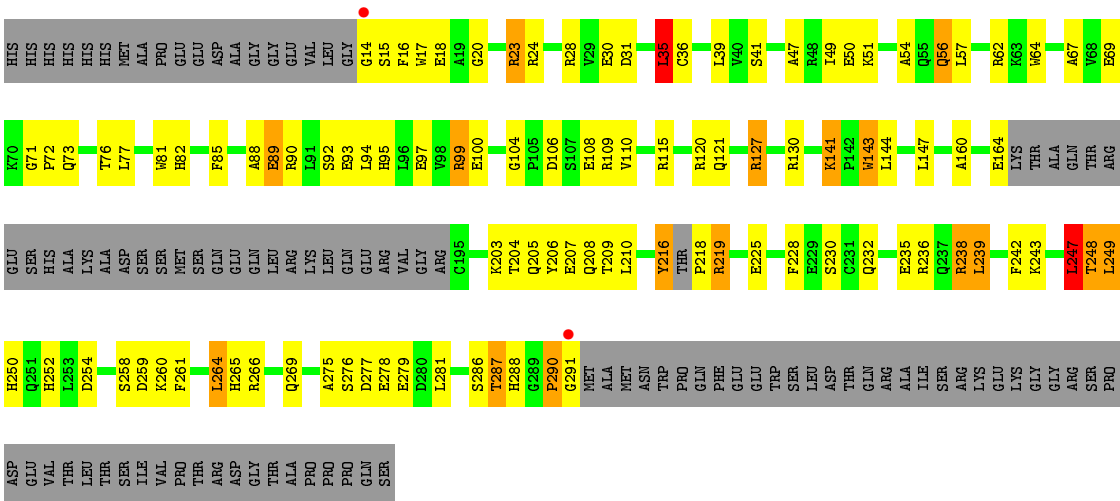 HIS HIS HIS HIS HIS HIS MET ALA PRO GLU GLU ASP ALA GLY GLY GLU VAL LEU GLY G14 S15 F16 W17 E18 A19 G20 R23 R24 R28 V29 E30 D31 L35 C36 L39 V40 S41 A47 R48 I49 E50 K51 A54 Q55 Q56 L57 R62 K63 W64 A67 V68 E69
K70 G71 P72 Q73 T76 L77 W81 H82 F85 A88 E89 R90 L91 S92 E93 L94 H95 L96 E97 V98 R99 E100 G104 P105 D106 S107 E108 R109 V110 R115 R120 Q121 R127 R130 K141 P142 W143 L144 L147 A160 E164 LYS THR ALA GLN THR ARG
GLU SER HIS ALA LYS ALA ASP SER SER MET SER GLN GLU GLN LEU ARG LYS LEU GLN GLU ARG VAL GLY ARG C195 K203 T204 Q205 Y206 E207 Q208 T209 L210 Y216 THR P218 R219 E225 F228 E229 S230 C231 Q232 E235 R236 Q237 R238 L239 F242 K243 L247 T248 L249
H250 Q251 H252 L253 D254 S258 D259 K260 F261 L264 H265 R266 Q269 A275 S276 D277 E278 E279 D280 L281 S286 T287 H288 G289 P290 G291 MET ALA MET ASN TRP PRO GLN PHE GLU GLU TRP SER LEU ASP THR GLN ARG ALA ILE SER ARG LYS GLU LYS GLY GLY ARG SER PRO
ASP GLU VAL THR LEU THR SER ILE VAL PRO THR ARG ASP GLY THR ALA PRO PRO PRO GLN SER